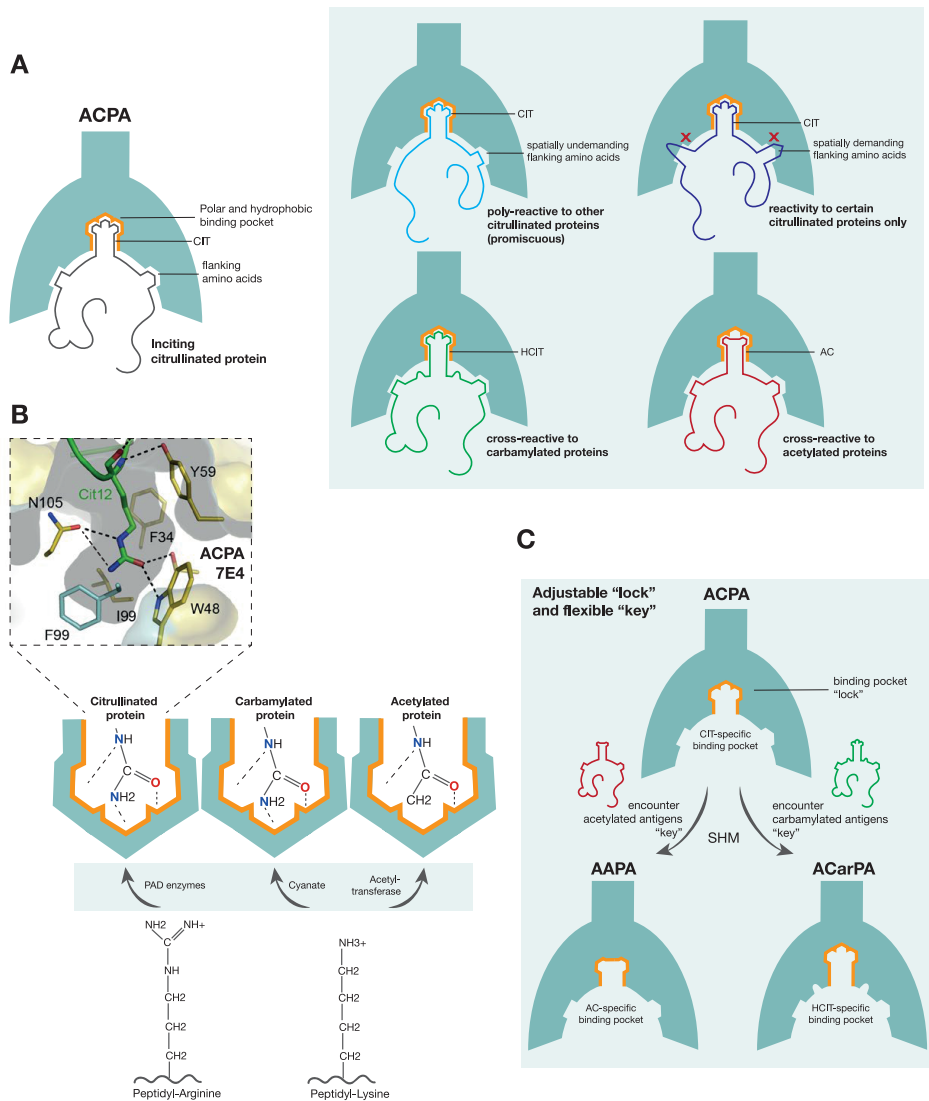 A
ACPA
Polar and hydrophobic
binding pocket
CIT
flanking
amino acids
Inciting
citrullinated protein
CIT
spatially undemanding
flanking amino acids
poly-reactive to other
citrullinated proteins
(promiscuous)
CIT
spatially demanding
flanking amino acids
x
x
reactivity to certain
citrullinated proteins only
HCIT
cross-reactive to
carbamylated proteins
AC
cross-reactive to
acetylated proteins
B
Cit12
Y59
N105
F34
ACPA
7E4
I99
W48
F99
Citrullinated
protein
NH
C
O
NH2
Carbamylated
protein
NH
C
O
NH2
Acetylated
protein
NH
C
O
CH2
PAD enzymes
Cyanate
Acetyl-
transferase
NH2
NH+
C
NH
CH2
CH2
CH2
Peptidyl-Arginine
NH3+
CH2
CH2
CH2
CH2
Peptidyl-Lysine
C
Adjustable “lock”
and flexible “key”
ACPA
binding pocket
“lock”
CIT-specific
binding pocket
encounter
acetylated antigens
“key”
SHM
encounter
carbamylated antigens
“key”
AAPA
AC-specific
binding pocket
ACarPA
HCIT-specific
binding pocket